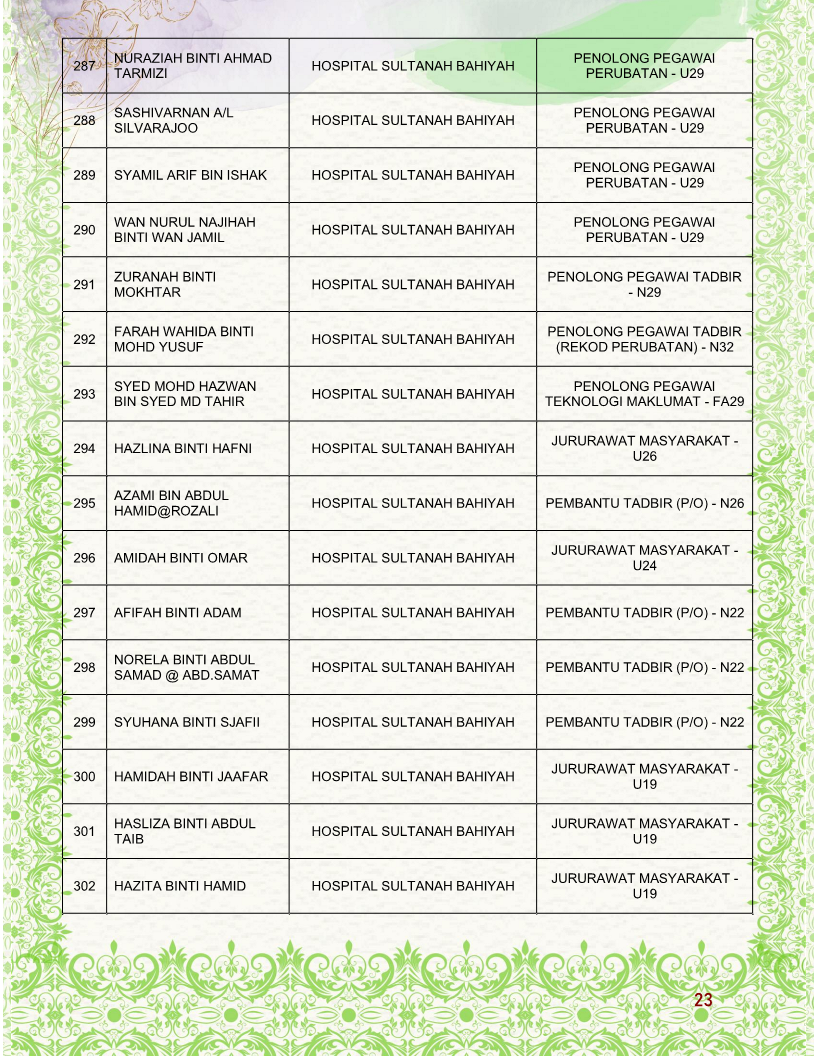 287 NURAZIAH BINTI AHMAD TARMIZI HOSPITAL SULTANAH BAHIYAH PENOLONG PEGAWAI PERUBATAN - U29
288 SASHIVARNAN A/L SILVARAJOO HOSPITAL SULTANAH BAHIYAH PENOLONG PEGAWAI PERUBATAN - U29
289 SYAMIL ARIF BIN ISHAK HOSPITAL SULTANAH BAHIYAH PENOLONG PEGAWAI PERUBATAN - U29
290 WAN NURUL NAJIHAH BINTI WAN JAMIL HOSPITAL SULTANAH BAHIYAH PENOLONG PEGAWAI PERUBATAN - U29
291 ZURANAH BINTI MOKHTAR HOSPITAL SULTANAH BAHIYAH PENOLONG PEGAWAI TADBIR - N29
292 FARAH WAHIDA BINTI MOHD YUSUF HOSPITAL SULTANAH BAHIYAH PENOLONG PEGAWAI TADBIR (REKOD PERUBATAN) - N32
293 SYED MOHD HAZWAN BIN SYED MD TAHIR HOSPITAL SULTANAH BAHIYAH PENOLONG PEGAWAI TEKNOLOGI MAKLUMAT - FA29
294 HAZLINA BINTI HAFNI HOSPITAL SULTANAH BAHIYAH JURURAWAT MASYARAKAT - U26
295 AZAMI BIN ABDUL HAMID@ROZALI HOSPITAL SULTANAH BAHIYAH PEMBANTU TADBIR (P/O) - N26
296 AMIDAH BINTI OMAR HOSPITAL SULTANAH BAHIYAH JURURAWAT MASYARAKAT - U24
297 AFIFAH BINTI ADAM HOSPITAL SULTANAH BAHIYAH PEMBANTU TADBIR (P/O) - N22
298 NORELA BINTI ABDUL SAMAD @ ABD.SAMAT HOSPITAL SULTANAH BAHIYAH PEMBANTU TADBIR (P/O) - N22
299 SYUHANA BINTI SJAFII HOSPITAL SULTANAH BAHIYAH PEMBANTU TADBIR (P/O) - N22
300 HAMIDAH BINTI JAAFAR HOSPITAL SULTANAH BAHIYAH JURURAWAT MASYARAKAT - U19
301 HASLIZA BINTI ABDUL TAIB HOSPITAL SULTANAH BAHIYAH JURURAWAT MASYARAKAT - U19
302 HAZITA BINTI HAMID HOSPITAL SULTANAH BAHIYAH JURURAWAT MASYARAKAT - U19
23